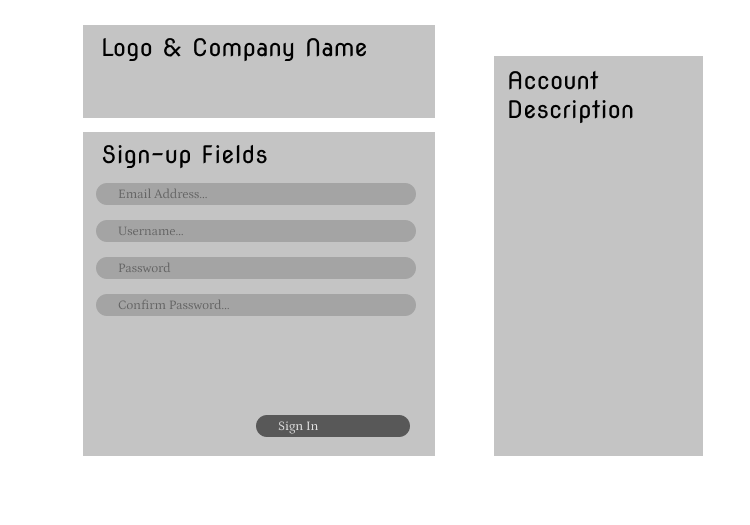 Logo & Company Name
Sign-up Fields
Email Address...
Username...
Password
Confirm Password...
Sign In
Account
Description